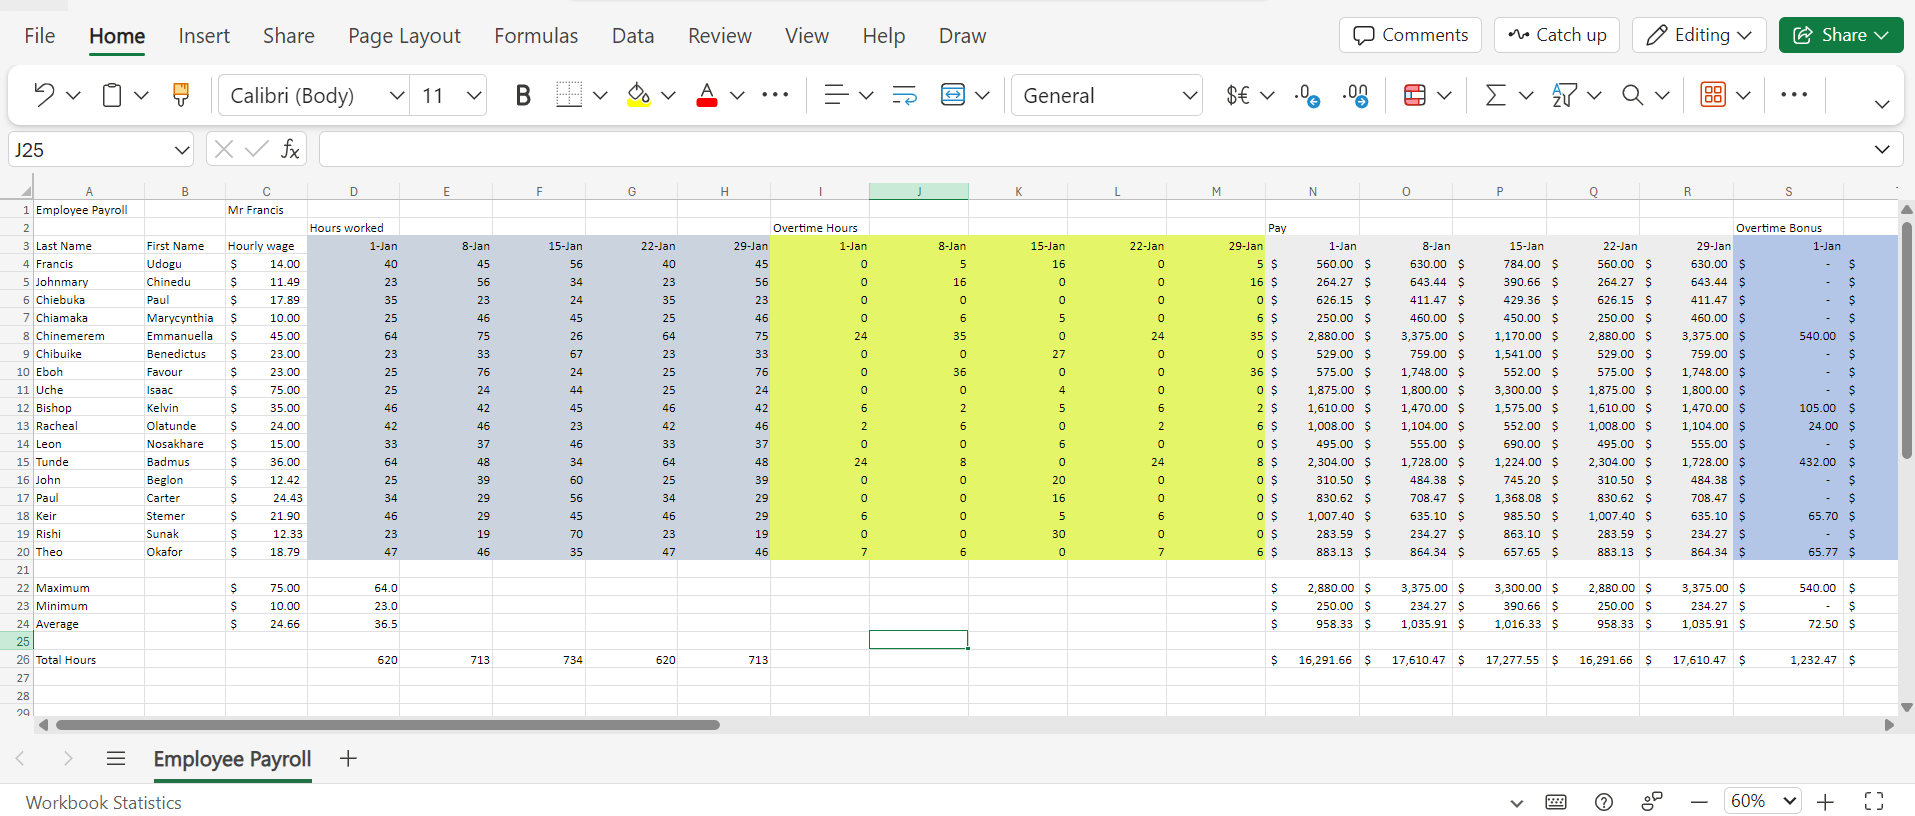 File Home Insert Share Page Layout Formulas Data Review View Help Draw Comments Catch up Editing Share
Calibri (Body) 11 B A General $€ .0 .00
J25 fx
A B C D E F G H I J K L M N O P Q R S
1 Employee Payroll Mr Francis
2 Hours worked Overtime Hours Pay Overtime Bonus
3 Last Name First Name Hourly wage 1-Jan 8-Jan 15-Jan 22-Jan 29-Jan 1-Jan 8-Jan 15-Jan 22-Jan 29-Jan 1-Jan 8-Jan 15-Jan 22-Jan 29-Jan 1-Jan
4 Francis Udogu $ 14.00 40 45 56 40 45 0 5 16 0 5 $ 560.00 $ 630.00 $ 784.00 $ 560.00 $ 630.00 $ - $
5 Johnmary Chinedu $ 11.49 23 56 34 23 56 0 16 0 0 16 $ 264.27 $ 643.44 $ 390.66 $ 264.27 $ 643.44 $ - $
6 Chiebuka Paul $ 17.89 35 23 24 35 23 0 0 0 0 0 $ 626.15 $ 411.47 $ 429.36 $ 626.15 $ 411.47 $ - $
7 Chiamaka Marycynthia $ 10.00 25 46 45 25 46 0 6 5 0 6 $ 250.00 $ 460.00 $ 450.00 $ 250.00 $ 460.00 $ - $
8 Chinemerem Emmanuella $ 45.00 64 75 26 64 75 24 35 0 24 35 $ 2,880.00 $ 3,375.00 $ 1,170.00 $ 2,880.00 $ 3,375.00 $ 540.00 $
9 Chibuike Benedictus $ 23.00 23 33 67 23 33 0 0 27 0 0 $ 529.00 $ 759.00 $ 1,541.00 $ 529.00 $ 759.00 $ - $
10 Eboh Favour $ 23.00 25 76 24 25 76 0 36 0 0 36 $ 575.00 $ 1,748.00 $ 552.00 $ 575.00 $ 1,748.00 $ - $
11 Uche Isaac $ 75.00 25 24 44 25 24 0 0 4 0 0 $ 1,875.00 $ 1,800.00 $ 3,300.00 $ 1,875.00 $ 1,800.00 $ - $
12 Bishop Kelvin $ 35.00 46 42 45 46 42 6 2 5 6 2 $ 1,610.00 $ 1,470.00 $ 1,575.00 $ 1,610.00 $ 1,470.00 $ 105.00 $
13 Racheal Olatunde $ 24.00 42 46 23 42 46 2 6 0 2 6 $ 1,008.00 $ 1,104.00 $ 552.00 $ 1,008.00 $ 1,104.00 $ 24.00 $
14 Leon Nosakhare $ 15.00 33 37 46 33 37 0 0 6 0 0 $ 495.00 $ 555.00 $ 690.00 $ 495.00 $ 555.00 $ - $
15 Tunde Badmus $ 36.00 64 48 34 64 48 24 8 0 24 8 $ 2,304.00 $ 1,728.00 $ 1,224.00 $ 2,304.00 $ 1,728.00 $ 432.00 $
16 John Beglon $ 12.42 25 39 60 25 39 0 0 20 0 0 $ 310.50 $ 484.38 $ 745.20 $ 310.50 $ 484.38 $ - $
17 Paul Carter $ 24.43 34 29 56 34 29 0 0 16 0 0 $ 830.62 $ 708.47 $ 1,368.08 $ 830.62 $ 708.47 $ - $
18 Keir Stemer $ 21.90 46 29 45 46 29 6 0 5 6 0 $ 1,007.40 $ 635.10 $ 985.50 $ 1,007.40 $ 635.10 $ 65.70 $
19 Rishi Sunak $ 12.33 23 19 70 23 19 0 0 30 0 0 $ 283.59 $ 234.27 $ 863.10 $ 283.59 $ 234.27 $ - $
20 Theo Okafor $ 18.79 47 46 35 47 46 7 6 0 7 6 $ 883.13 $ 864.34 $ 657.65 $ 883.13 $ 864.34 $ 65.77 $
21
22 Maximum $ 75.00 64.0 $ 2,880.00 $ 3,375.00 $ 3,300.00 $ 2,880.00 $ 3,375.00 $ 540.00 $
23 Minimum $ 10.00 23.0 $ 250.00 $ 234.27 $ 390.66 $ 250.00 $ 234.27 $ - $
24 Average $ 24.66 36.5 $ 958.33 $ 1,035.91 $ 1,016.33 $ 958.33 $ 1,035.91 $ 72.50 $
25
26 Total Hours 620 713 734 620 713 $ 16,291.66 $ 17,610.47 $ 17,277.55 $ 16,291.66 $ 17,610.47 $ 1,232.47 $
27
28
29
Employee Payroll
Workbook Statistics 60%